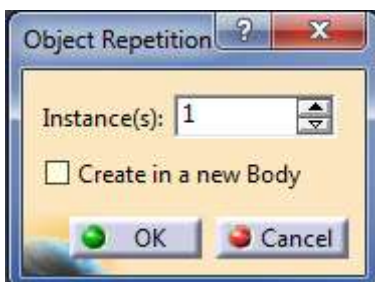 Object Repetition ? X
Instance(s): 1
Create in a new Body
OK Cancel